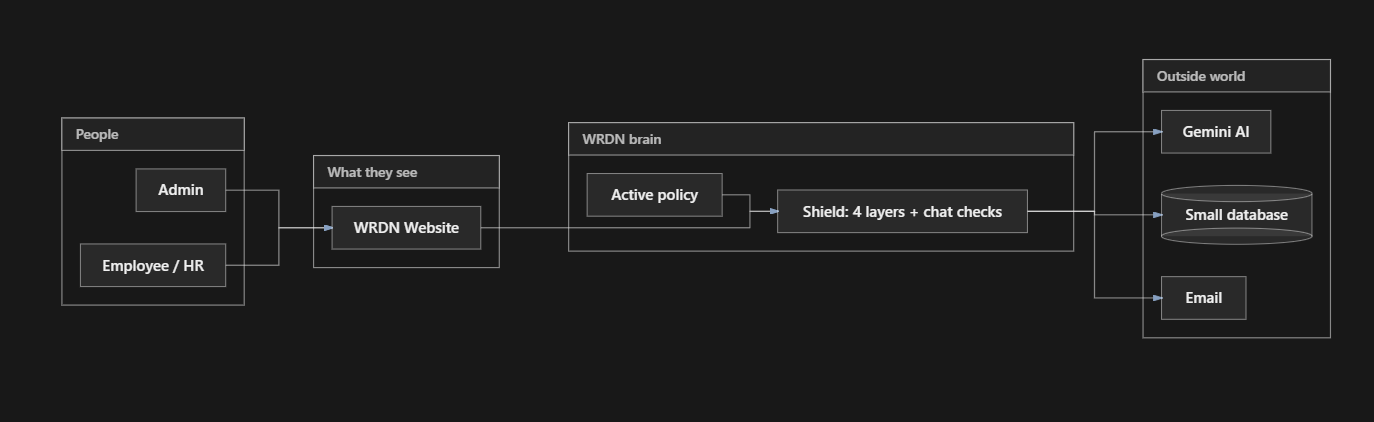 People
Admin
Employee / HR
What they see
WRDN Website
WRDN brain
Active policy
Shield: 4 layers + chat checks
Outside world
Gemini AI
Small database
Email